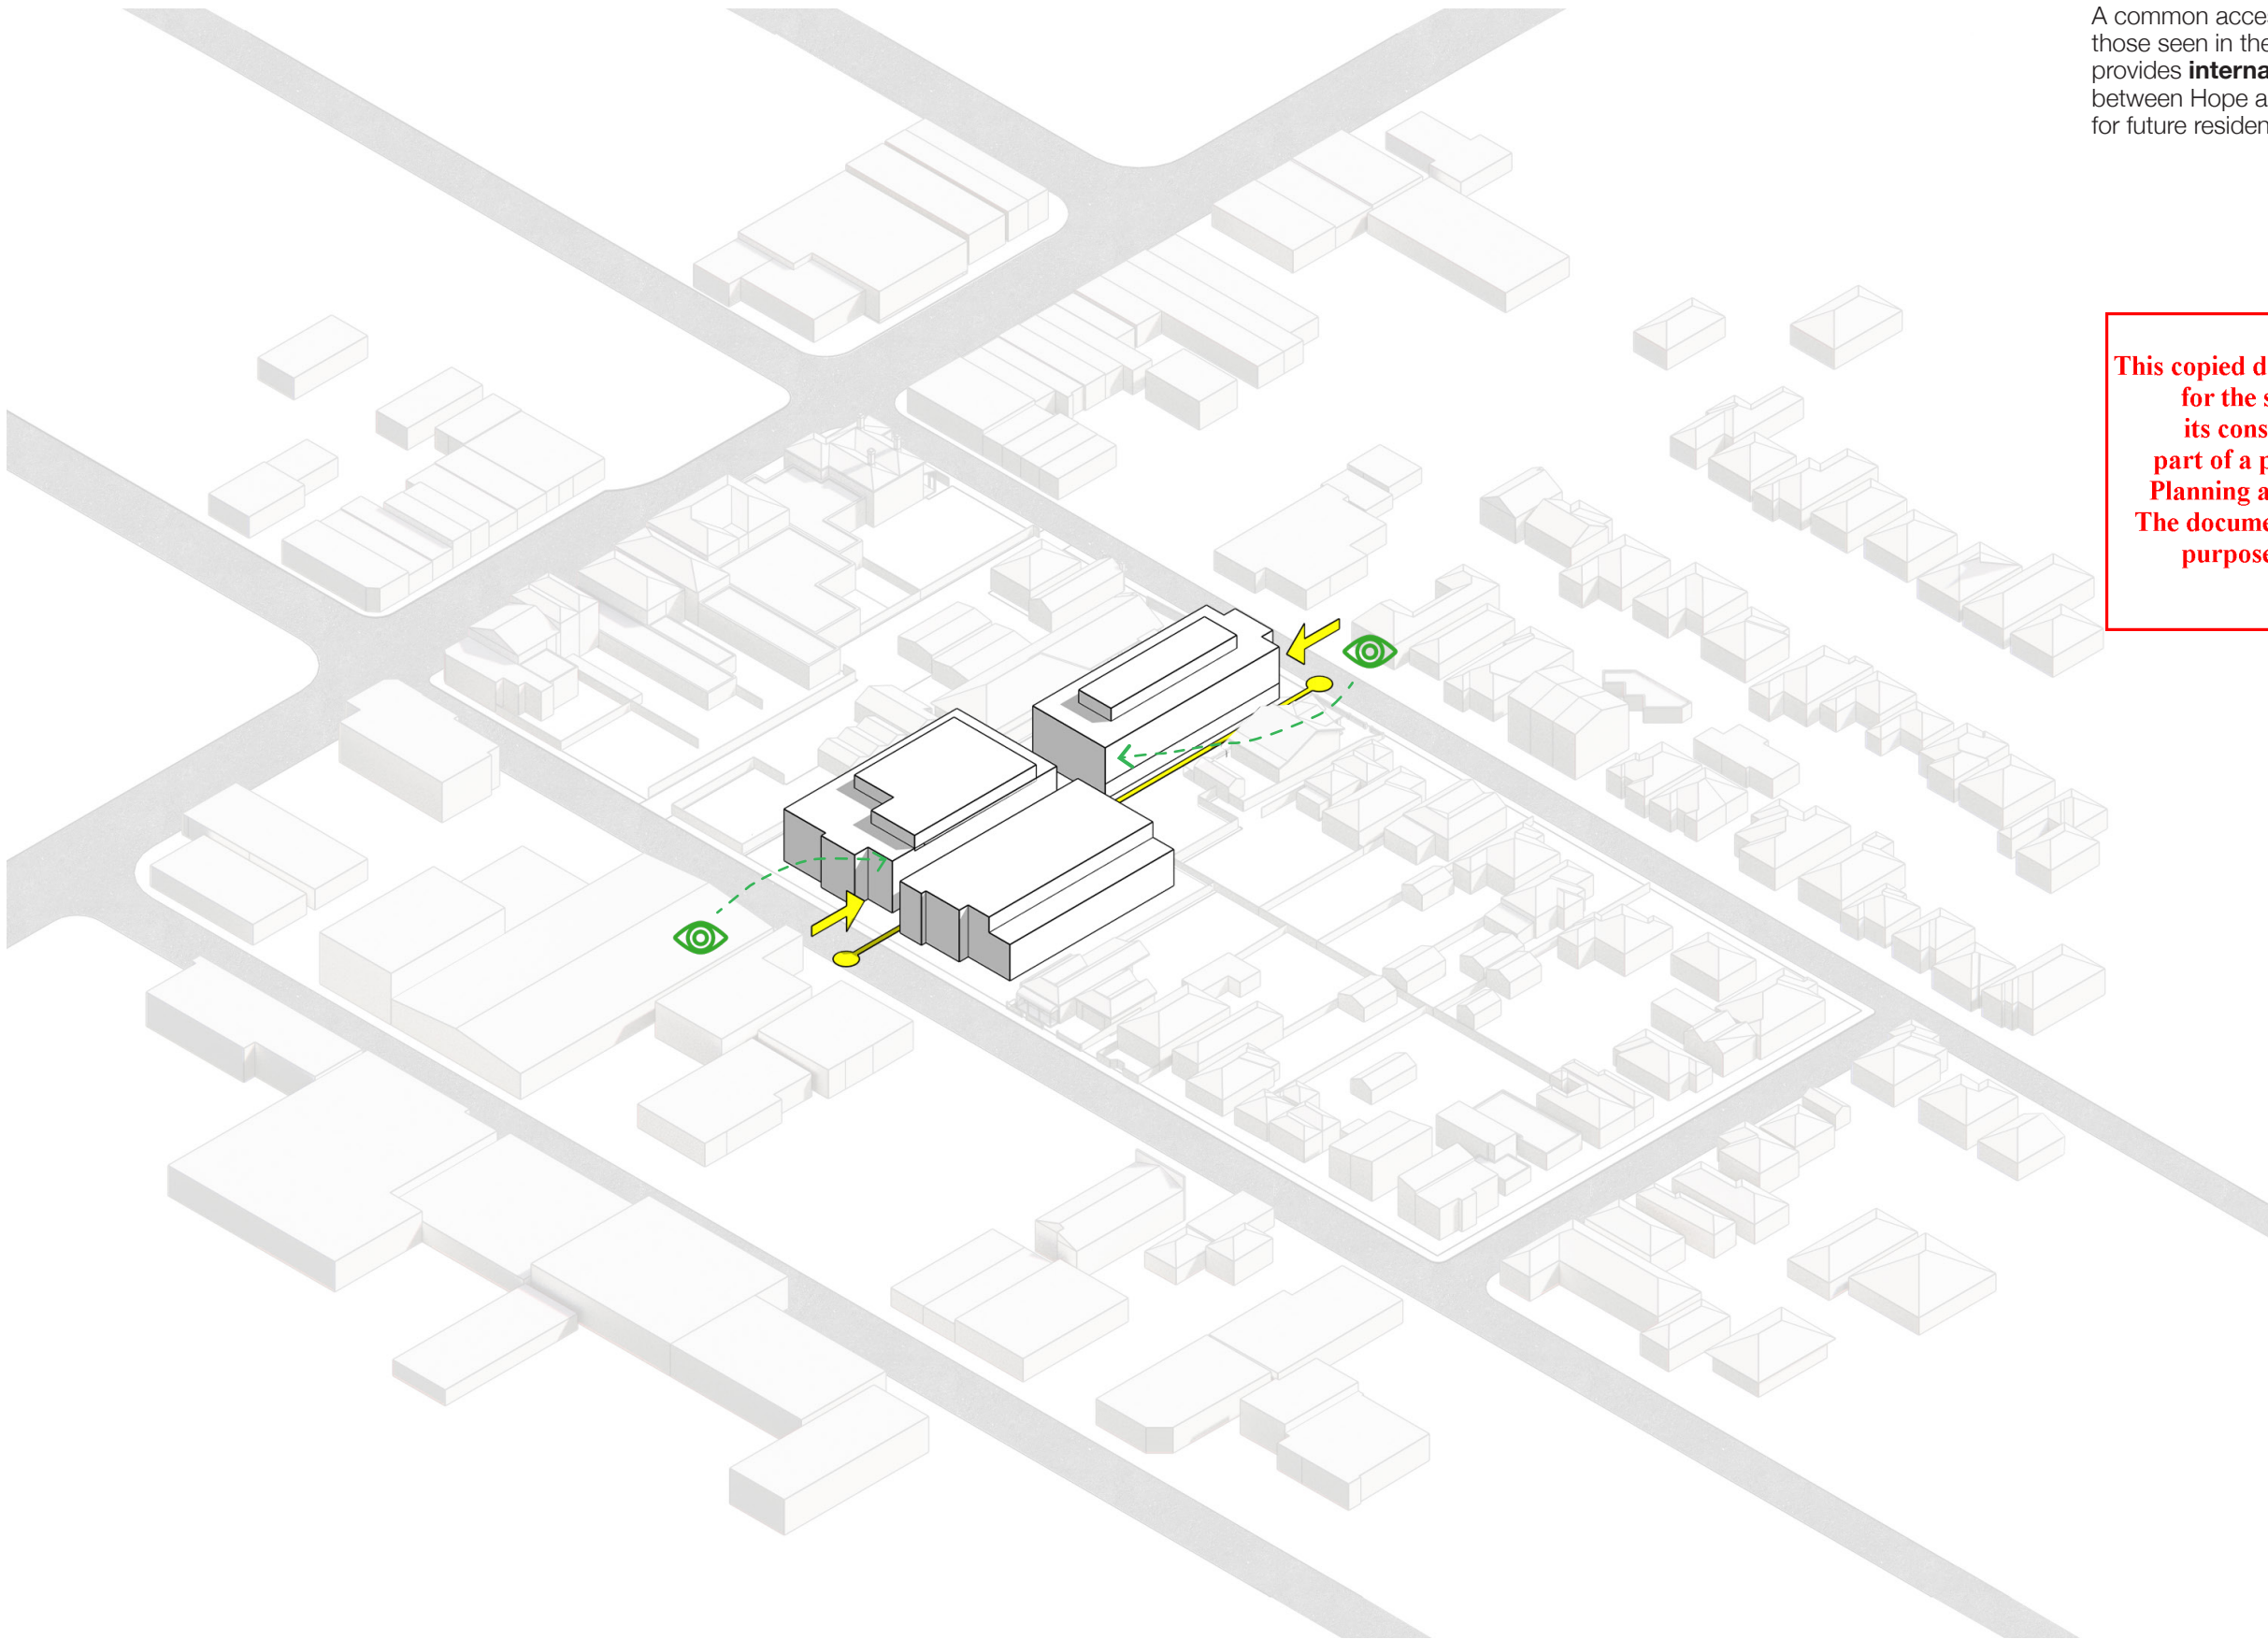 A common acce
those seen in the
provides interna
between Hope a
for future residen
This copied d
for the s
its cons
part of a p
Planning a
The docume
purpose